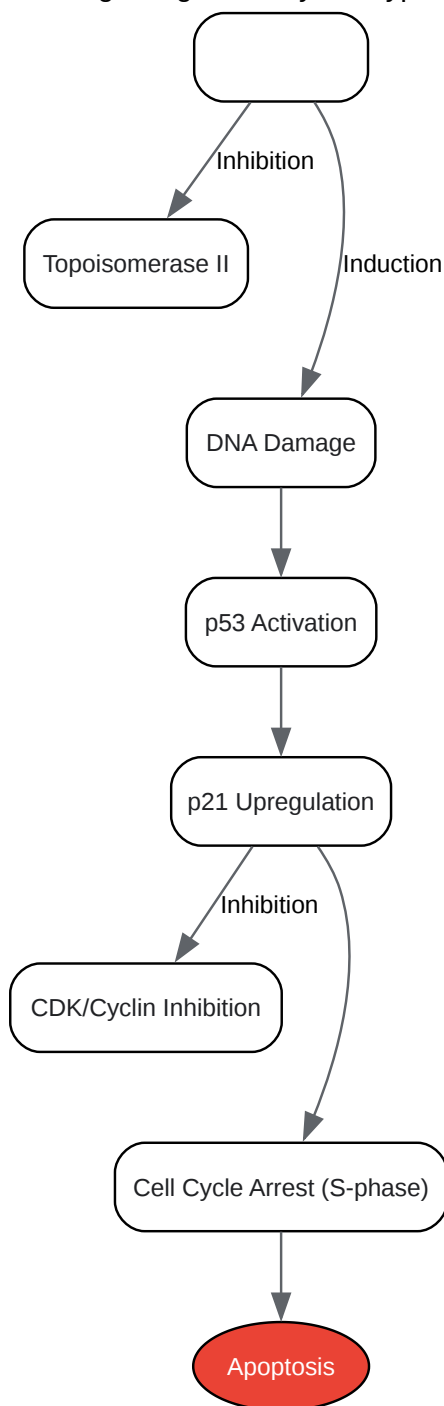 Inhibition
Topoisomerase II
Induction
DNA Damage
p53 Activation
p21 Upregulation
Inhibition
CDK/Cyclin Inhibition
Cell Cycle Arrest (S-phase)
Apoptosis